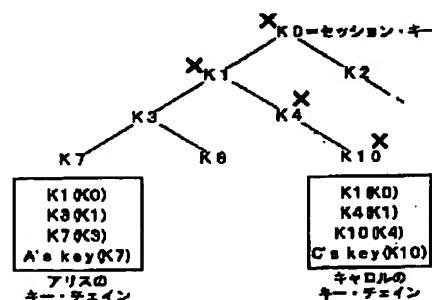 ×K0=セッション・キー
×K1 K2
K3 K4×
K7 K8 K10×
K1(K0)
K3(K1)
K7(K3)
A's key(K7)
アリスの
キー・チェイン
K1(K0)
K4(K1)
K10(K4)
C's key(K10)
キャロルの
キー・チェイン